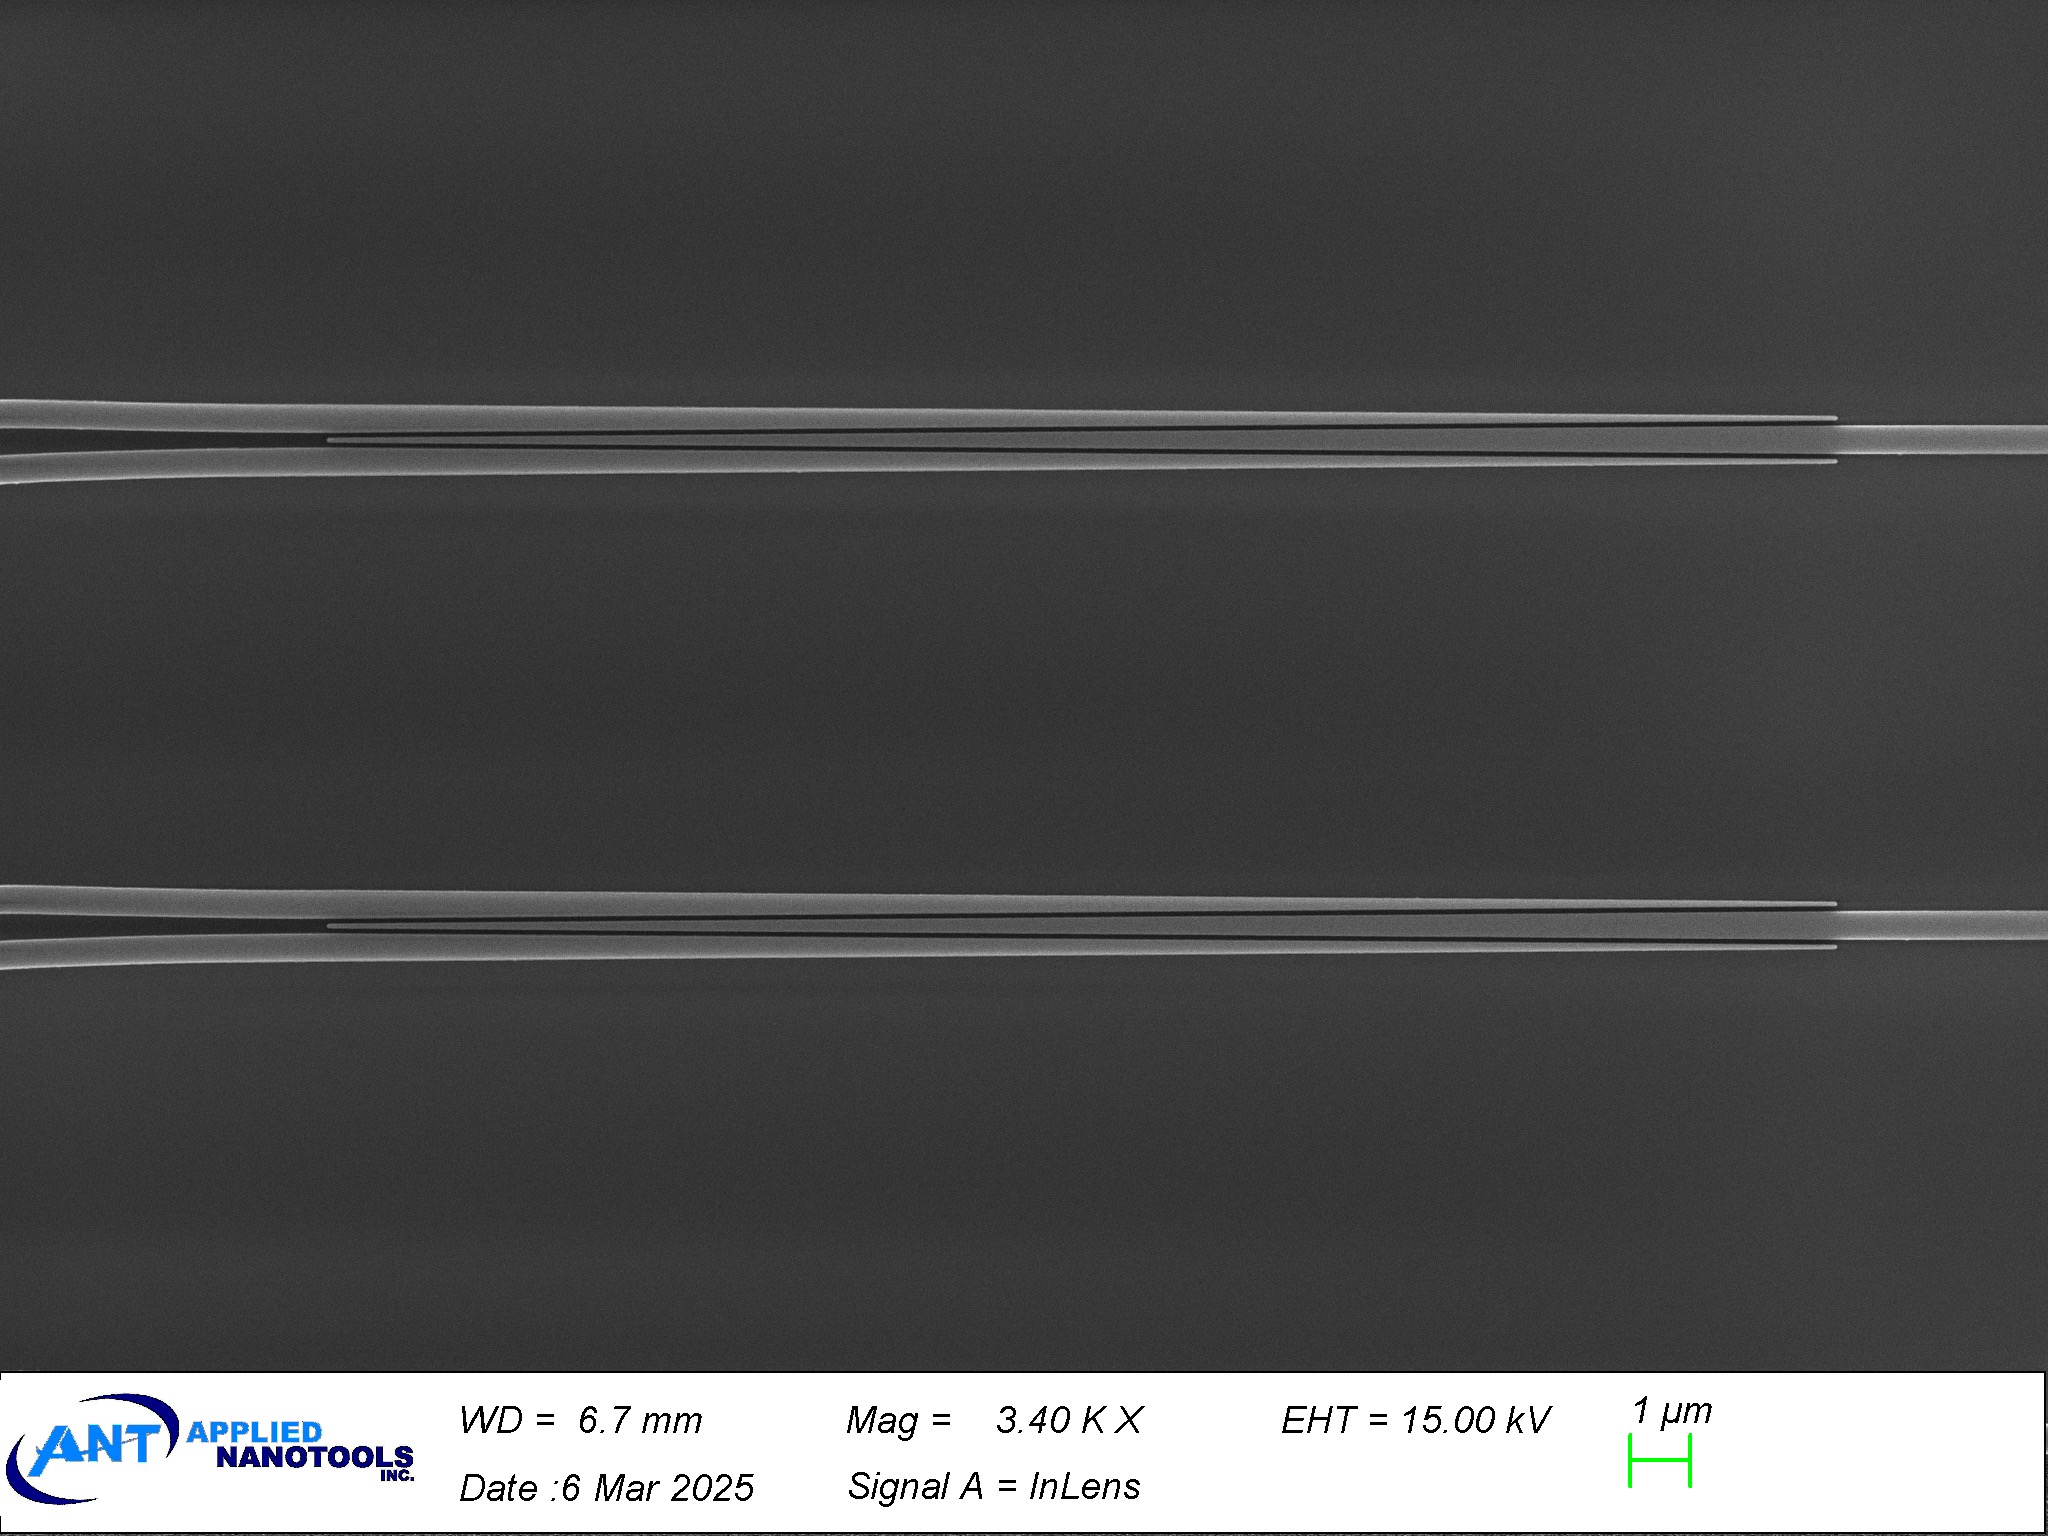 ANT APPLIED
NANOTOOLS
INC.
WD = 6.7 mm
Mag = 3.40 K X
EHT = 15.00 kV
1 µm
Date :6 Mar 2025
Signal A = InLens